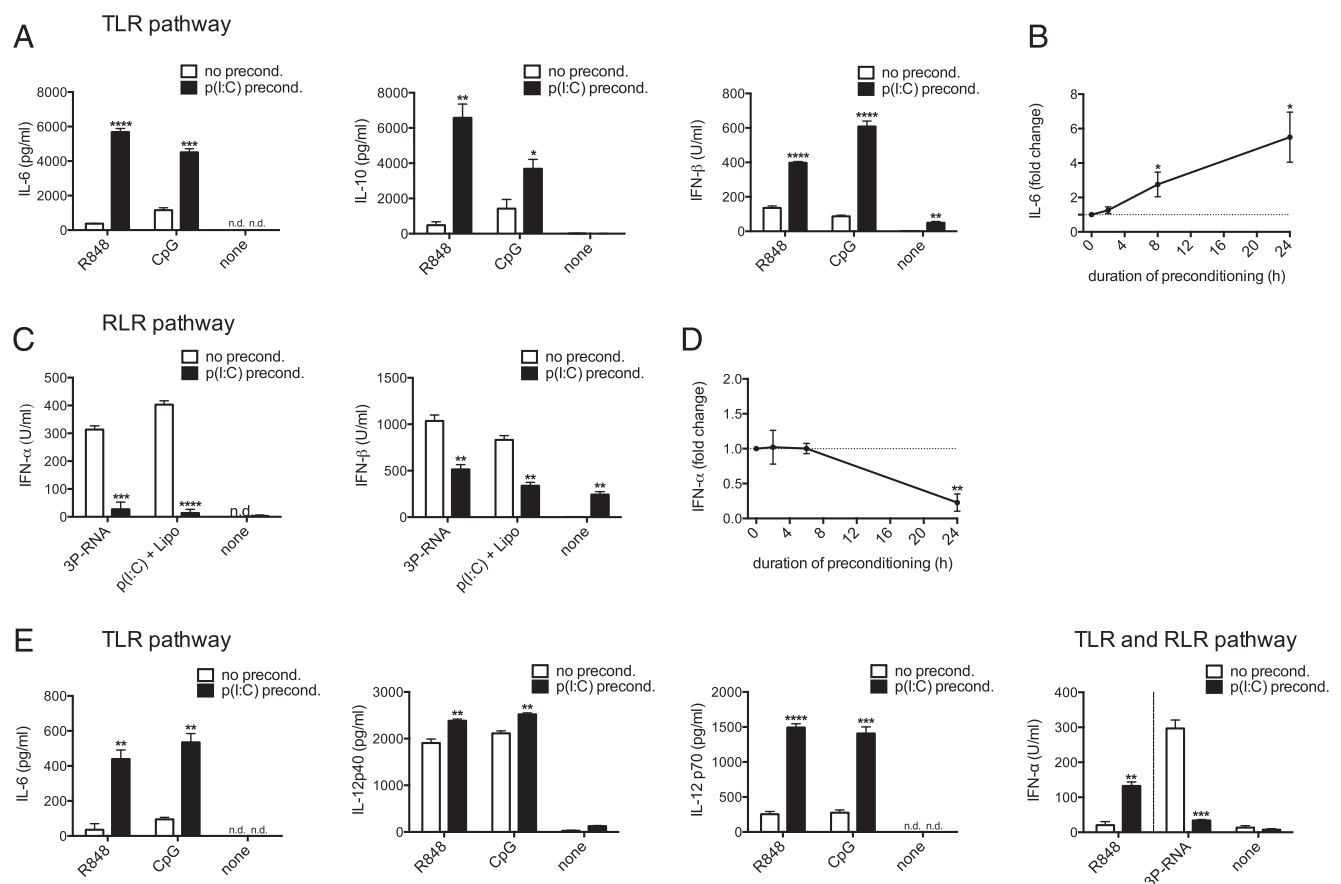 A
TLR pathway
no precond.
p(I:C) precond.
IL-6 (pg/ml)
8000
6000
4000
2000
0
****
***
n.d. n.d.
R848
CpG
none
no precond.
p(I:C) precond.
IL-10 (pg/ml)
8000
6000
4000
2000
0
**
*
R848
CpG
none
no precond.
p(I:C) precond.
IFN-β (U/ml)
800
600
400
200
0
****
****
**
R848
CpG
none
B
IL-6 (fold change)
8
6
4
2
0
*
*
0
4
8
12
16
20
24
duration of preconditioning (h)
C
RLR pathway
no precond.
p(I:C) precond.
IFN-α (U/ml)
500
400
300
200
100
0
***
****
n.d
3P-RNA
p(I:C) + Lipo
none
no precond.
p(I:C) precond.
IFN-β (U/ml)
1500
1000
500
0
**
**
**
3P-RNA
p(I:C) + Lipo
none
D
IFN-α (fold change)
2.0
1.5
1.0
0.5
0.0
**
0
4
8
12
16
20
24
duration of preconditioning (h)
E
TLR pathway
no precond.
p(I:C) precond.
IL-6 (pg/ml)
800
600
400
200
0
**
**
n.d. n.d.
R848
CpG
none
no precond.
p(I:C) precond.
IL-12p40 (pg/ml)
3000
2000
1000
0
**
**
R848
CpG
none
no precond.
p(I:C) precond.
IL-12 p70 (pg/ml)
2000
1500
1000
500
0
****
***
n.d. n.d.
R848
CpG
none
TLR and RLR pathway
no precond.
p(I:C) precond.
IFN-α (U/ml)
400
300
200
100
0
**
***
R848
3P-RNA
none